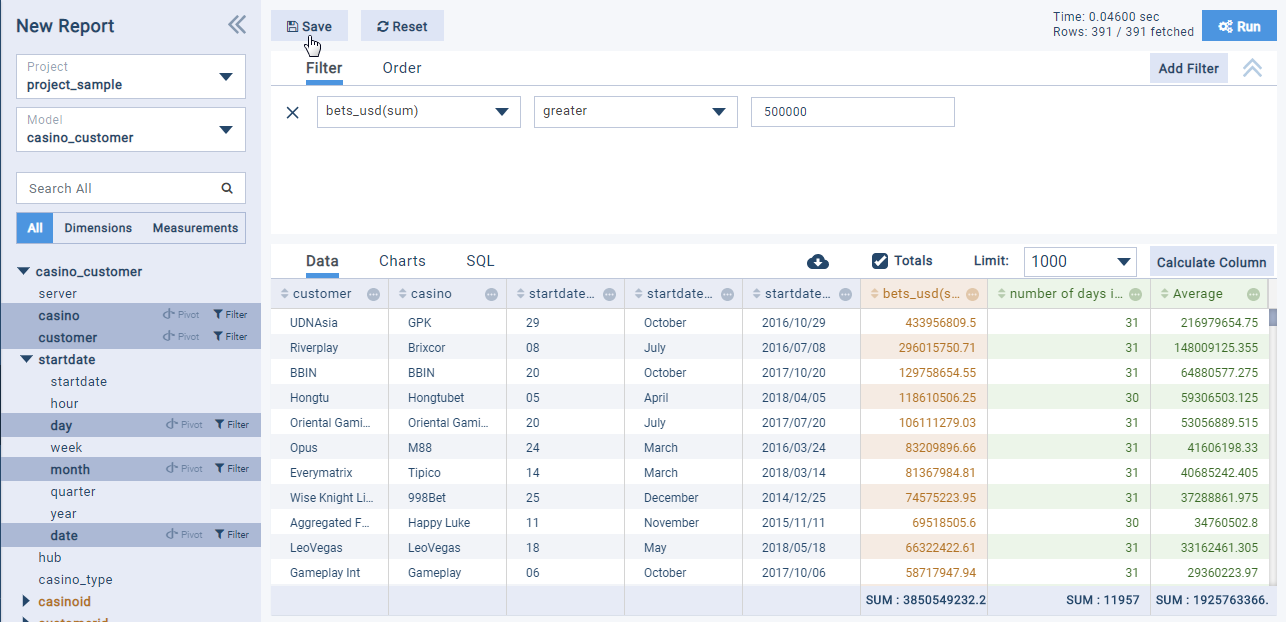 New Report
Project
project_sample
Model
casino_customer
Search All
All Dimensions Measurements
casino_customer
server
casino Pivot Filter
customer Pivot Filter
startdate
startdate
hour
day Pivot Filter
week
month Pivot Filter
quarter
year
date Pivot Filter
hub
casino_type
casinoid
customerid
Save Reset
Time: 0.04600 sec
Rows: 391 / 391 fetched
Run
Filter Order Add Filter
bets_usd(sum) greater 500000
Data Charts SQL Totals Limit: 1000 Calculate Column
customer casino startdate... startdate... startdate... bets_usd(s... number of days i... Average
UDNAsia GPK 29 October 2016/10/29 433956809.5 31 216979654.75
Riverplay Brixcor 08 July 2016/07/08 296015750.71 31 148009125.355
BBIN BBIN 20 October 2017/10/20 129758654.55 31 64880577.275
Hongtu Hongtubet 05 April 2018/04/05 118610506.25 30 59306503.125
Oriental Gami... Oriental Gami... 20 July 2017/07/20 106111279.03 31 53056889.515
Opus M88 24 March 2016/03/24 83209896.66 31 41606198.33
Everymatrix Tipico 14 March 2018/03/14 81367984.81 31 40685242.405
Wise Knight Li... 998Bet 25 December 2014/12/25 74575223.95 31 37288861.975
Aggregated F... Happy Luke 11 November 2015/11/11 69518505.6 30 34760502.8
LeoVegas LeoVegas 18 May 2018/05/18 66322422.61 31 33162461.305
Gameplay Int Gameplay 06 October 2017/10/06 58717947.94 31 29360223.97
SUM : 3850549232.2 SUM : 11957 SUM : 1925763366.